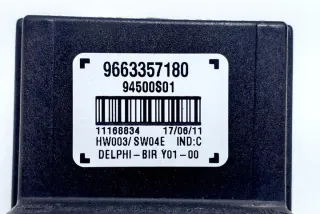 9663357180
94500S01
11168834 17/06/11
HW003/ SW04E IND:C
DELPHI-BIR Y01-00